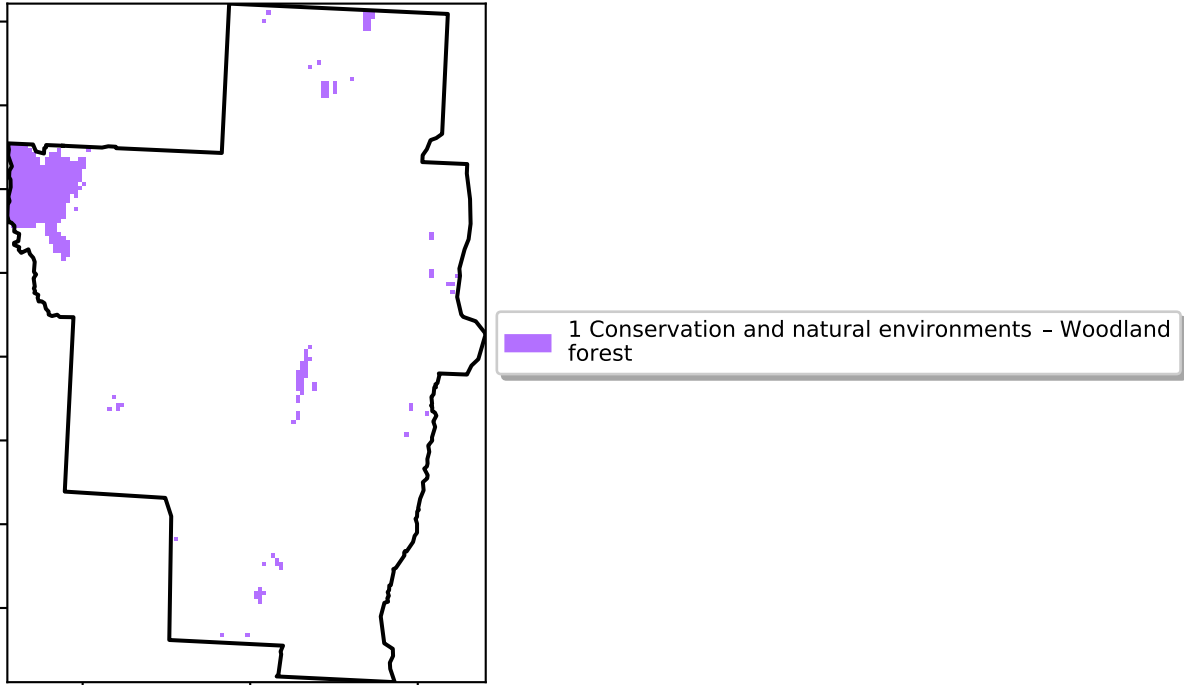 1 Conservation and natural environments – Woodland
forest